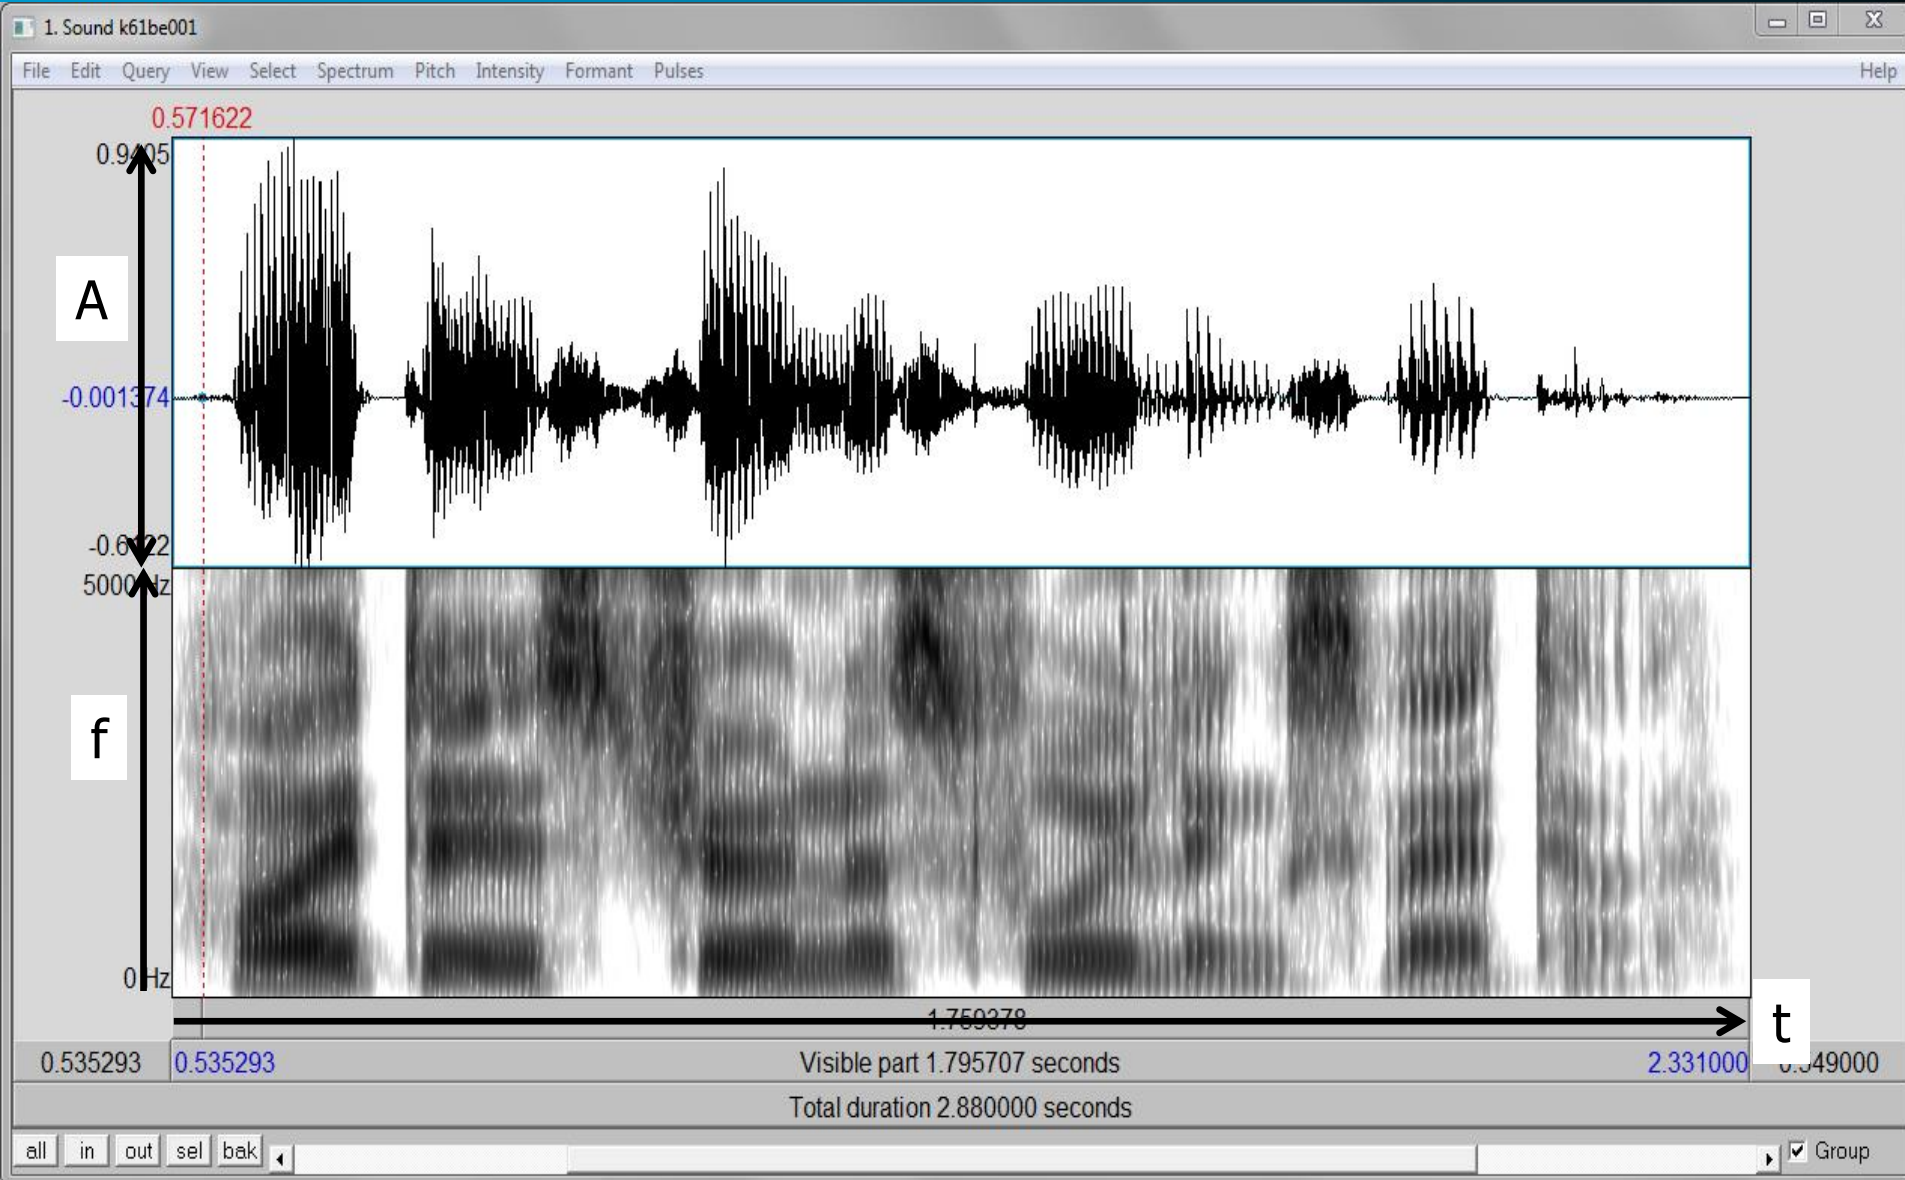 1. Sound k61be001
File Edit Query View Select Spectrum Pitch Intensity Formant Pulses Help
0.571622
A
-0.001374
f
0 Hz
1.759378
t
0.535293 0.535293 Visible part 1.795707 seconds 2.331000
Total duration 2.880000 seconds
all in out sel bak Group